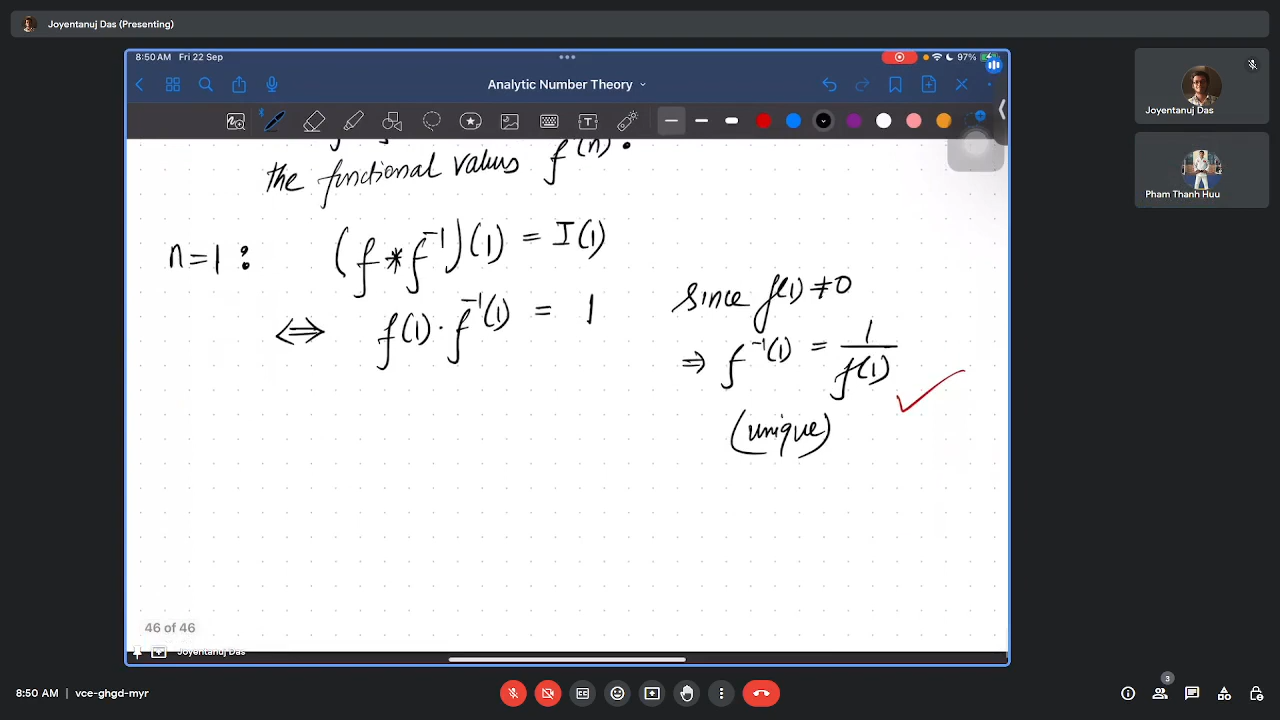 Joyentanuj Das (Presenting)
8:50 AM Fri 22 Sep
97%
Analytic Number Theory
Joyentanuj Das
Pham Thanh Huu
the functional values f(n).
n=1: (f*f⁻¹)(1) = I(1)
⇔ f(1)·f⁻¹(1) = 1
since f(1)≠0
⇒ f⁻¹(1) = 1/f(1)
(unique)
46 of 46
Joyentanuj Das
8:50 AM | vce-ghgd-myr
3